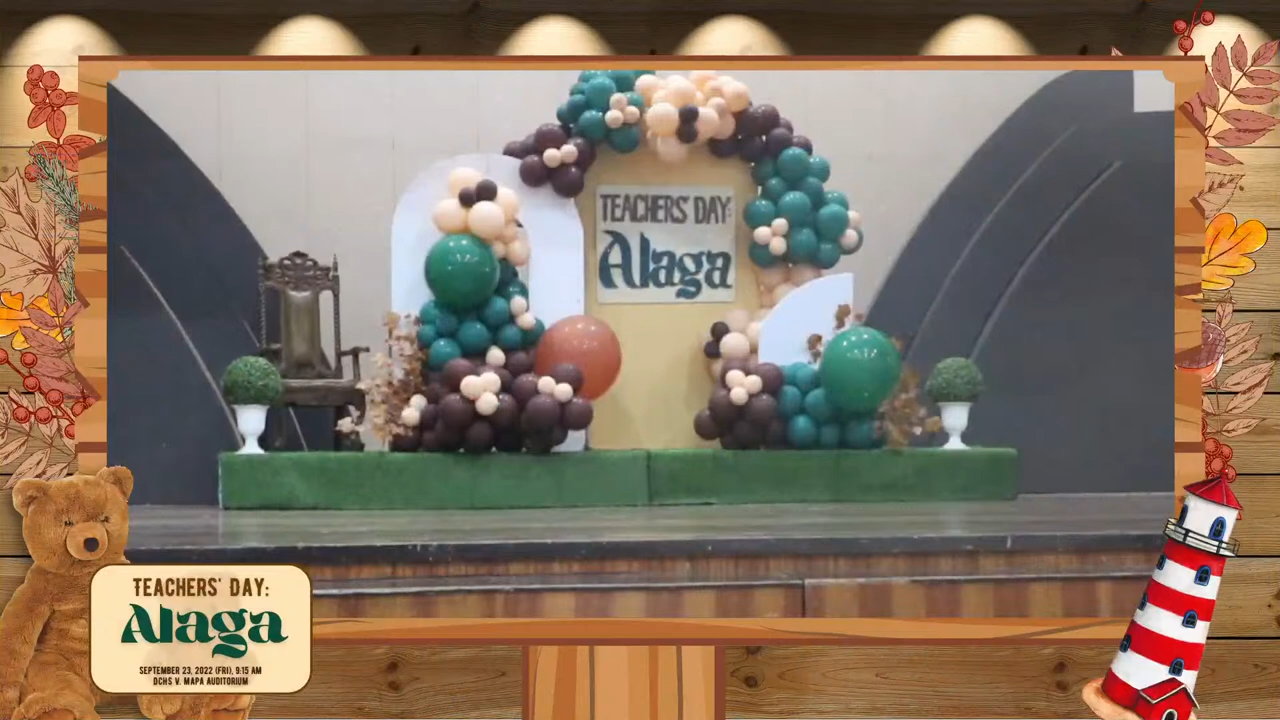 TEACHERS' DAY:
Alaga
TEACHERS' DAY:
Alaga
SEPTEMBER 23, 2022 (FRI), 9:15 AM
DCHS V. MAPA AUDITORIUM